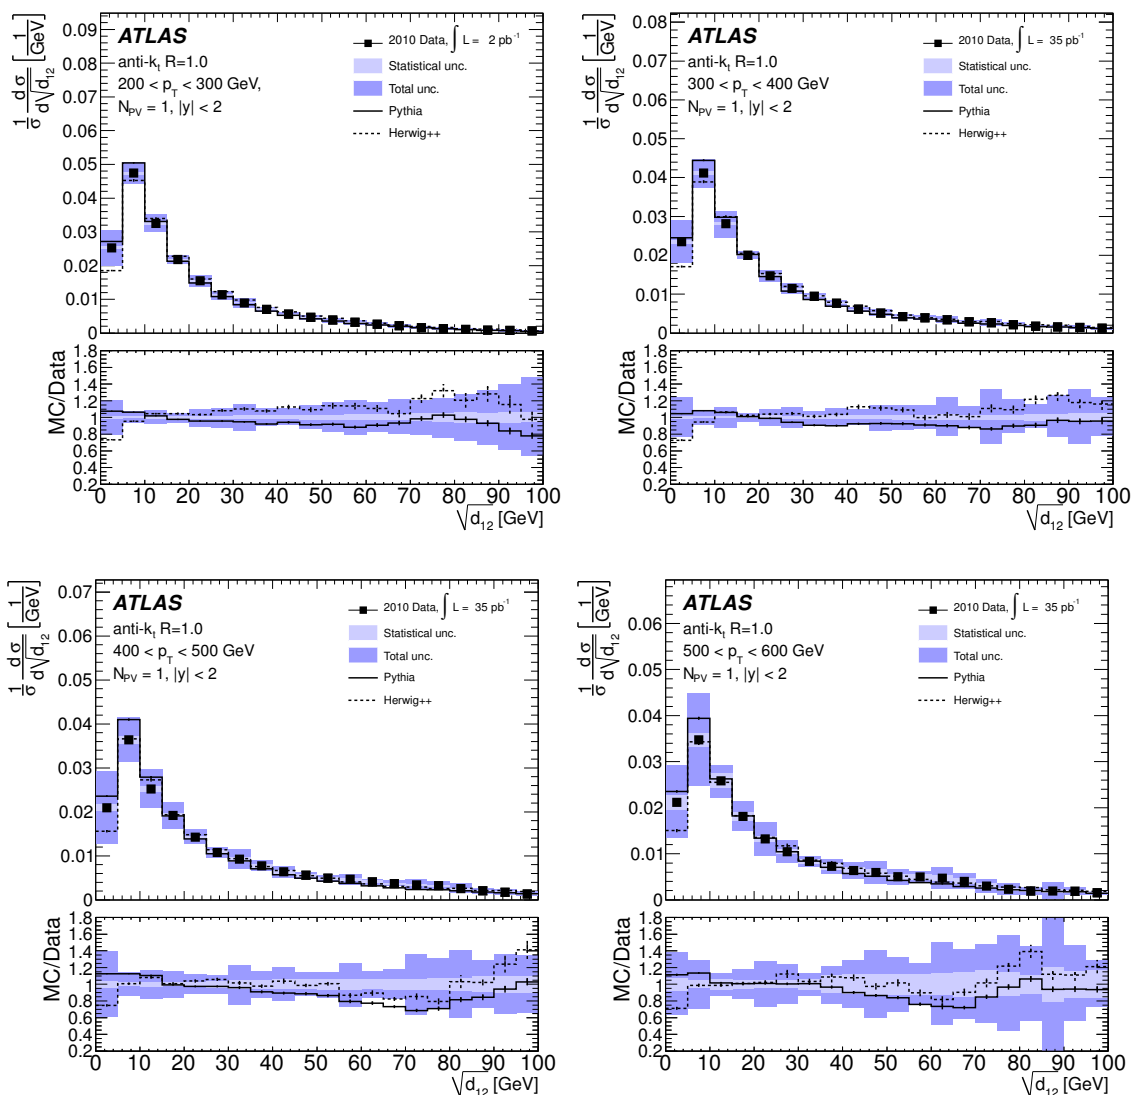 ATLAS
anti-k_t R=1.0
200 < p_T < 300 GeV,
N_PV = 1, |y| < 2
2010 Data, ∫ L = 2 pb⁻¹
Statistical unc.
Total unc.
Pythia
Herwig++
1/σ dσ/d√d₁₂ [1/GeV]
0.09
0.08
0.07
0.06
0.05
0.04
0.03
0.02
0.01
0
MC/Data
1.8
1.6
1.4
1.2
1
0.8
0.6
0.4
0.2
0 10 20 30 40 50 60 70 80 90 100
√d₁₂ [GeV]
ATLAS
anti-k_t R=1.0
300 < p_T < 400 GeV
N_PV = 1, |y| < 2
2010 Data, ∫ L = 35 pb⁻¹
Statistical unc.
Total unc.
Pythia
Herwig++
1/σ dσ/d√d₁₂ [1/GeV]
0.08
0.07
0.06
0.05
0.04
0.03
0.02
0.01
0
MC/Data
1.8
1.6
1.4
1.2
1
0.8
0.6
0.4
0.2
0 10 20 30 40 50 60 70 80 90 100
√d₁₂ [GeV]
ATLAS
anti-k_t R=1.0
400 < p_T < 500 GeV
N_PV = 1, |y| < 2
2010 Data, ∫ L = 35 pb⁻¹
Statistical unc.
Total unc.
Pythia
Herwig++
1/σ dσ/d√d₁₂ [1/GeV]
0.07
0.06
0.05
0.04
0.03
0.02
0.01
0
MC/Data
1.8
1.6
1.4
1.2
1
0.8
0.6
0.4
0.2
0 10 20 30 40 50 60 70 80 90 100
√d₁₂ [GeV]
ATLAS
anti-k_t R=1.0
500 < p_T < 600 GeV
N_PV = 1, |y| < 2
2010 Data, ∫ L = 35 pb⁻¹
Statistical unc.
Total unc.
Pythia
Herwig++
1/σ dσ/d√d₁₂ [1/GeV]
0.06
0.05
0.04
0.03
0.02
0.01
0
MC/Data
1.8
1.6
1.4
1.2
1
0.8
0.6
0.4
0.2
0 10 20 30 40 50 60 70 80 90 100
√d₁₂ [GeV]